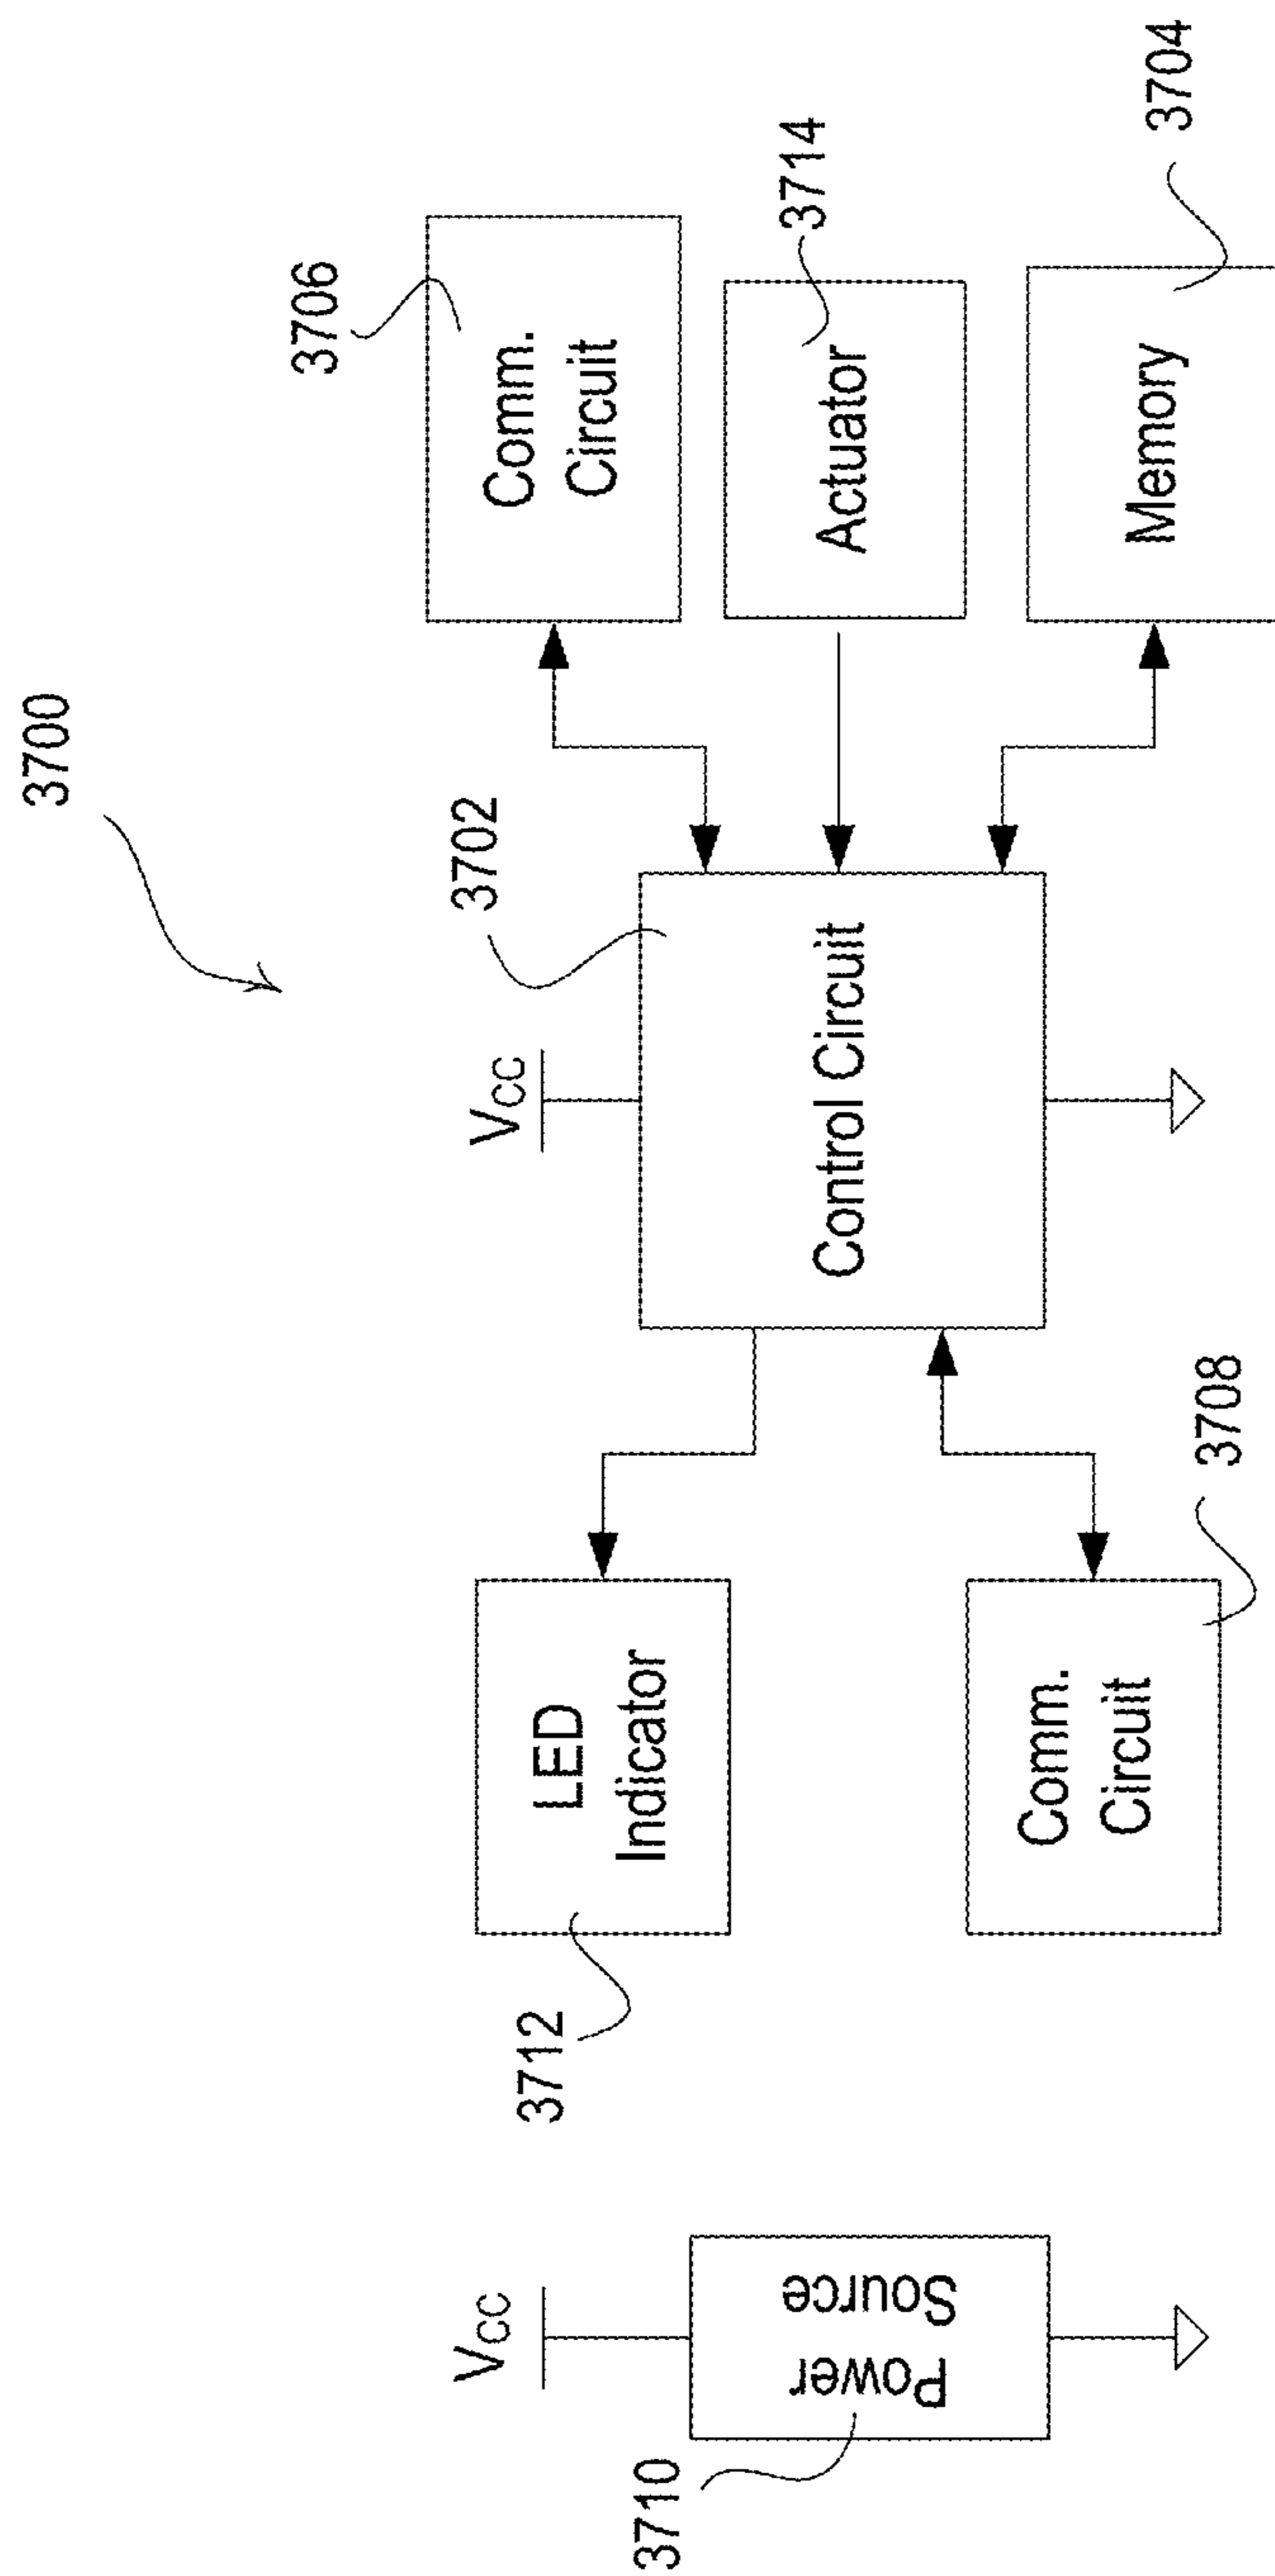 3700
3706
Comm.
Circuit
3702
VCC
3714
Actuator
Control Circuit
3704
Memory
3712
LED
Indicator
3708
Comm.
Circuit
VCC
3710
Power
Source